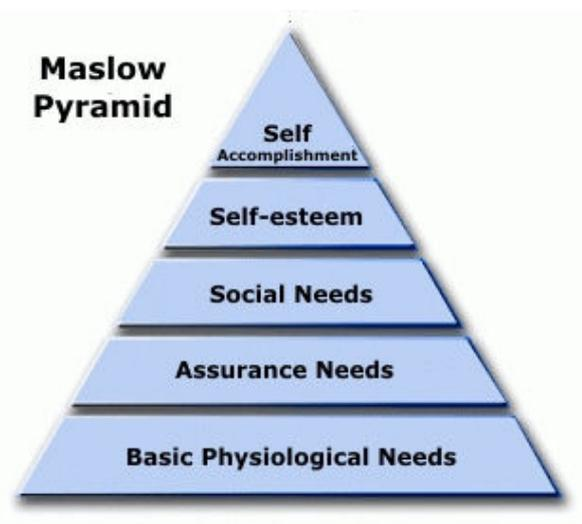 Maslow
Pyramid
Self
Accomplishment
Self-esteem
Social Needs
Assurance Needs
Basic Physiological Needs